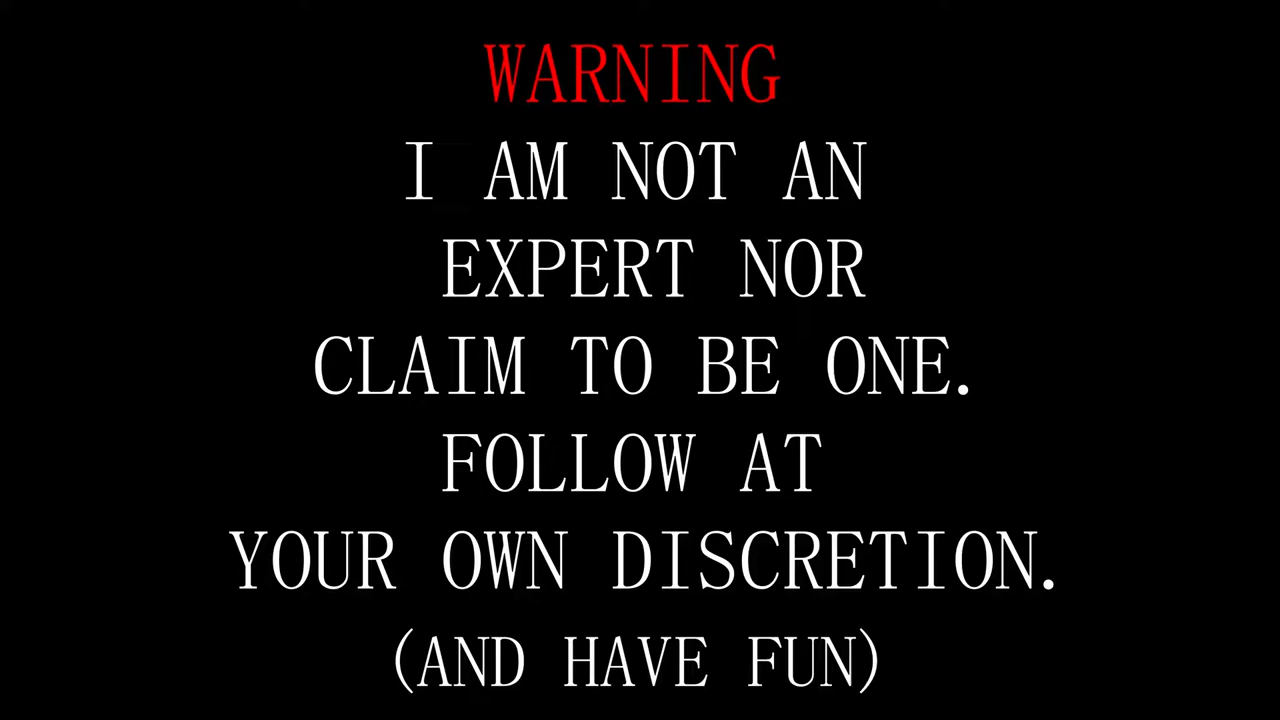 WARNING
I AM NOT AN
EXPERT NOR
CLAIM TO BE ONE.
FOLLOW AT
YOUR OWN DISCRETION.
(AND HAVE FUN)